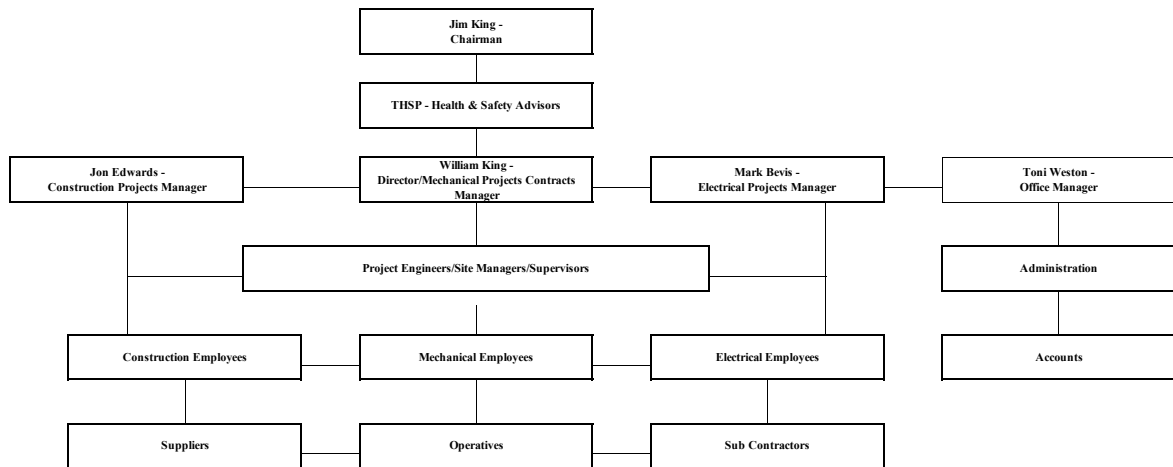 Jim King -
Chairman
THSP - Health & Safety Advisors
Jon Edwards -
Construction Projects Manager
William King -
Director/Mechanical Projects Contracts
Manager
Mark Bevis -
Electrical Projects Manager
Toni Weston -
Office Manager
Project Engineers/Site Managers/Supervisors
Administration
Construction Employees
Mechanical Employees
Electrical Employees
Accounts
Suppliers
Operatives
Sub Contractors